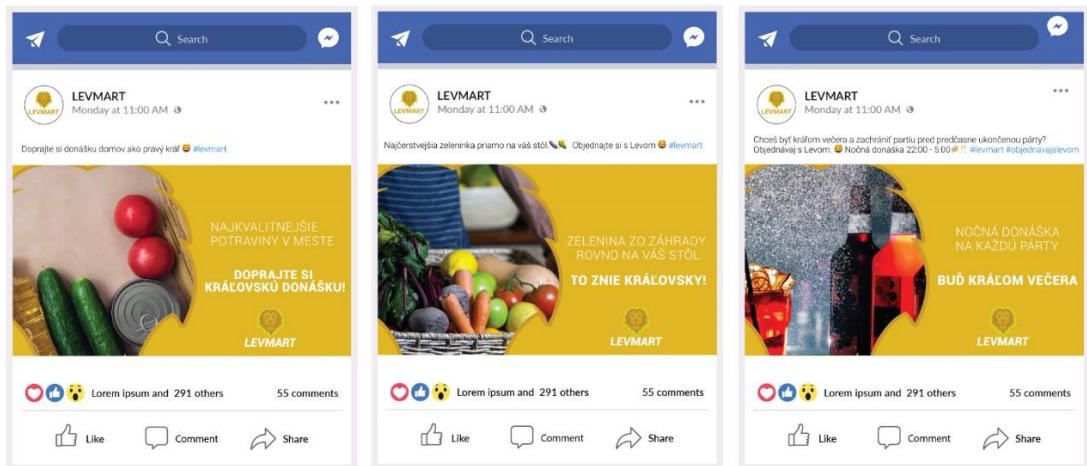 Search
LEVMART
LEVMART
Monday at 11:00 AM
Doprajte si donášku domov ako pravý kráľ #levmart
NAJKVALITNEJŠIE
POTRAVINY V MESTE
DOPRAJTE SI
KRÁĽOVSKÚ DONÁŠKU!
LEVMART
Lorem ipsum and 291 others
55 comments
Like
Comment
Share
Search
LEVMART
LEVMART
Monday at 11:00 AM
Najčerstvejšia zeleninka priamo na váš stôl. Objednajte si s Levom #levmart
ZELENINA ZO ZÁHRADY
ROVNO NA VÁŠ STÔL
TO ZNIE KRÁĽOVSKY!
LEVMART
Lorem ipsum and 291 others
55 comments
Like
Comment
Share
Search
LEVMART
LEVMART
Monday at 11:00 AM
Chceš byť kráľom večera a zachrániť partiu pred predčasne ukončenou párty?
Objednávaj s Levom. Nočná donáška 22:00 - 5:00 #levmart #objednavajslevom
NOČNÁ DONÁŠKA
NA KAŽDÚ PÁRTY
BUĎ KRÁĽOM VEČERA
LEVMART
Lorem ipsum and 291 others
55 comments
Like
Comment
Share